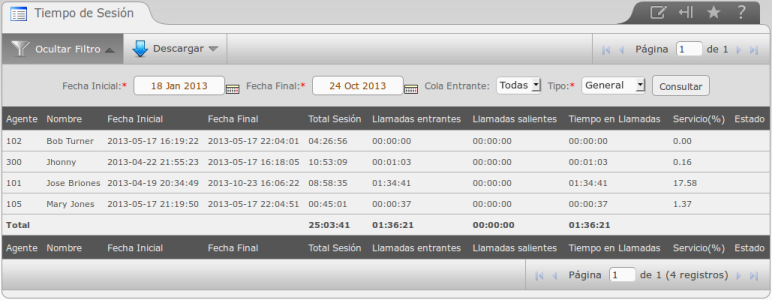 Tiempo de Sesión ?
Ocultar Filtro Descargar Página 1 de 1
Fecha Inicial:* 18 Jan 2013 Fecha Final:* 24 Oct 2013 Cola Entrante: Todas Tipo:* General Consultar
Agente Nombre Fecha Inicial Fecha Final Total Sesión Llamadas entrantes Llamadas salientes Tiempo en Llamadas Servicio(%) Estado
102 Bob Turner 2013-05-17 16:19:22 2013-05-17 22:04:01 04:26:56 00:00:00 00:00:00 00:00:00 0.00
300 Jhonny 2013-04-22 21:55:23 2013-05-17 16:18:05 10:53:09 00:01:03 00:00:00 00:01:03 0.16
101 Jose Briones 2013-04-19 20:34:49 2013-10-23 16:06:22 08:58:35 01:34:41 00:00:00 01:34:41 17.58
105 Mary Jones 2013-05-17 21:19:50 2013-05-17 22:04:51 00:45:01 00:00:37 00:00:00 00:00:37 1.37
Total 25:03:41 01:36:21 00:00:00 01:36:21
Agente Nombre Fecha Inicial Fecha Final Total Sesión Llamadas entrantes Llamadas salientes Tiempo en Llamadas Servicio(%) Estado
Página 1 de 1 (4 registros)